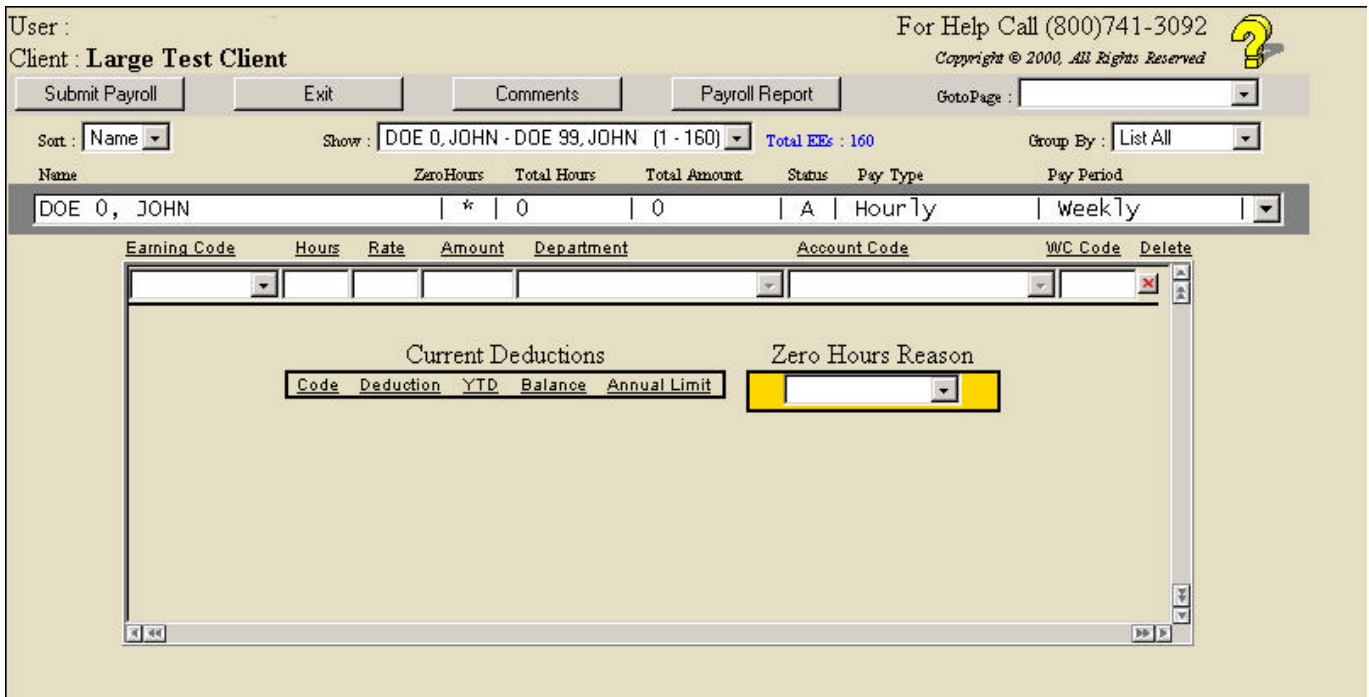 User : For Help Call (800)741-3092
Client : Large Test Client Copyright © 2000, All Rights Reserved
Submit Payroll Exit Comments Payroll Report GotoPage :
Sort : Name Show : DOE 0, JOHN - DOE 99, JOHN (1 - 160) Total EEs : 160 Group By : List All
Name ZeroHours Total Hours Total Amount Status Pay Type Pay Period
DOE 0, JOHN | * | 0 | 0 | A | Hourly | Weekly |
Earning Code Hours Rate Amount Department Account Code WC Code Delete
Current Deductions Zero Hours Reason
Code Deduction YTD Balance Annual Limit